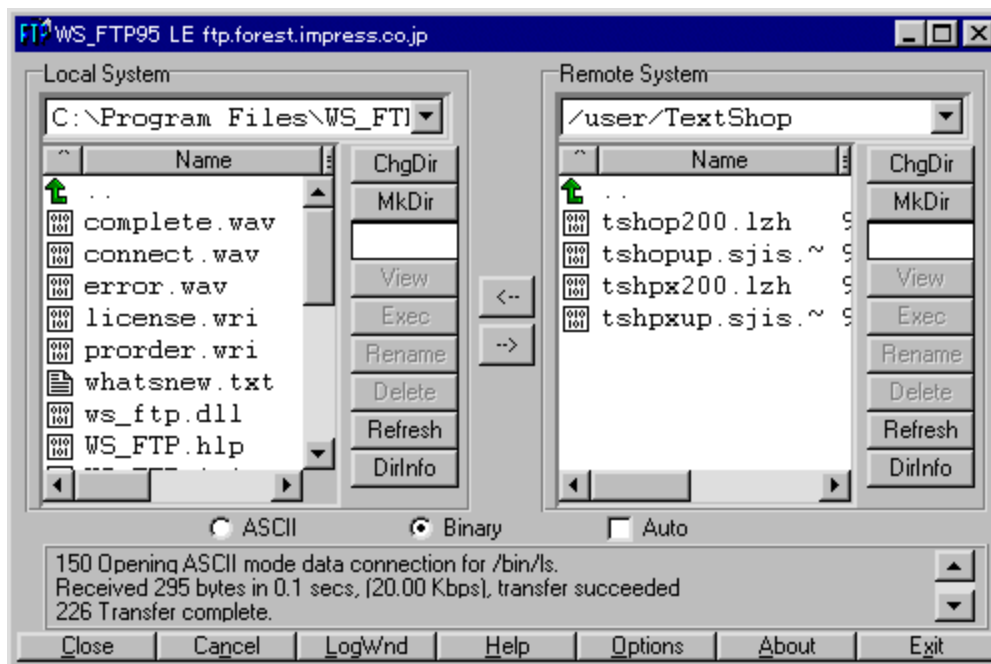 WS_FTP95 LE ftp.forest.impress.co.jp
Local System
C:\Program Files\WS_FT
^ Name
..
complete.wav
connect.wav
error.wav
license.wri
prorder.wri
whatsnew.txt
ws_ftp.dll
WS_FTP.hlp
ChgDir
MkDir
View
Exec
Rename
Delete
Refresh
DirInfo
<--
-->
Remote System
/user/TextShop
^ Name
..
tshop200.lzh 9
tshopup.sjis.~ 9
tshpx200.lzh 9
tshpxup.sjis.~ 9
ChgDir
MkDir
View
Exec
Rename
Delete
Refresh
DirInfo
ASCII Binary Auto
150 Opening ASCII mode data connection for /bin/ls.
Received 295 bytes in 0.1 secs, (20.00 Kbps), transfer succeeded
226 Transfer complete.
Close Cancel LogWnd Help Options About Exit